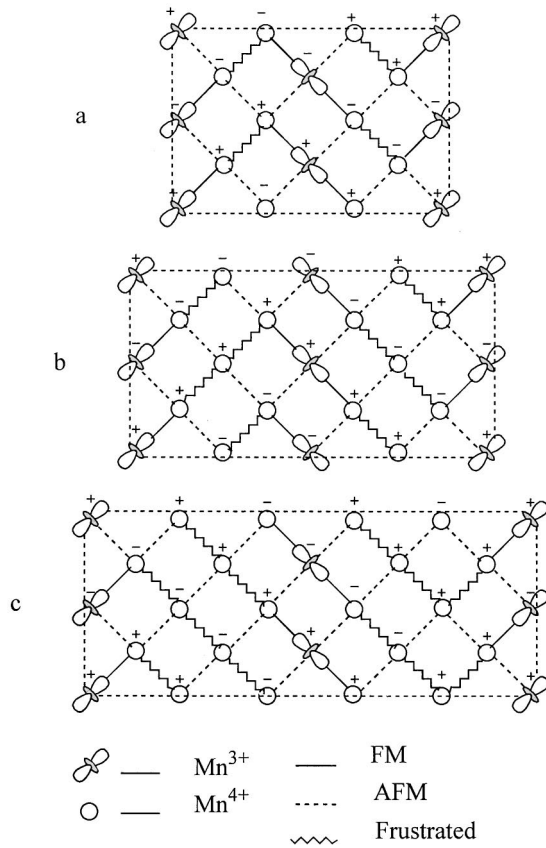 + − + +
− − +
a
− + − −
+ + −
+ − + +
+ − − + +
− + − +
b
− + + − −
+ − + −
+ − − + +
+ + − + − +
− + − + +
c
− − + − + −
+ − + − +
+ + − + + +
Mn³⁺ FM
Mn⁴⁺ AFM
Frustrated